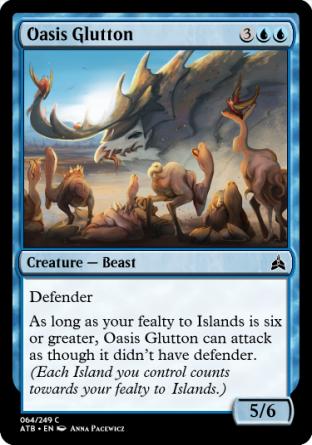 Oasis Glutton 3
Creature — Beast
Defender
As long as your fealty to Islands is six
or greater, Oasis Glutton can attack
as though it didn't have defender.
(Each Island you control counts
towards your fealty to Islands.)
064/249 C
ATB • EN Anna Pacewicz
5/6